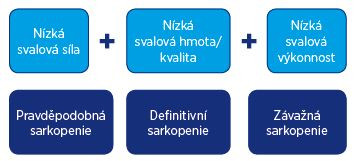 Nízká
svalová síla
+
Nízká
svalová hmota/
kvalita
+
Nízká
svalová
výkonnost
Pravděpodobná
sarkopenie
Definitivní
sarkopenie
Závažná
sarkopenie